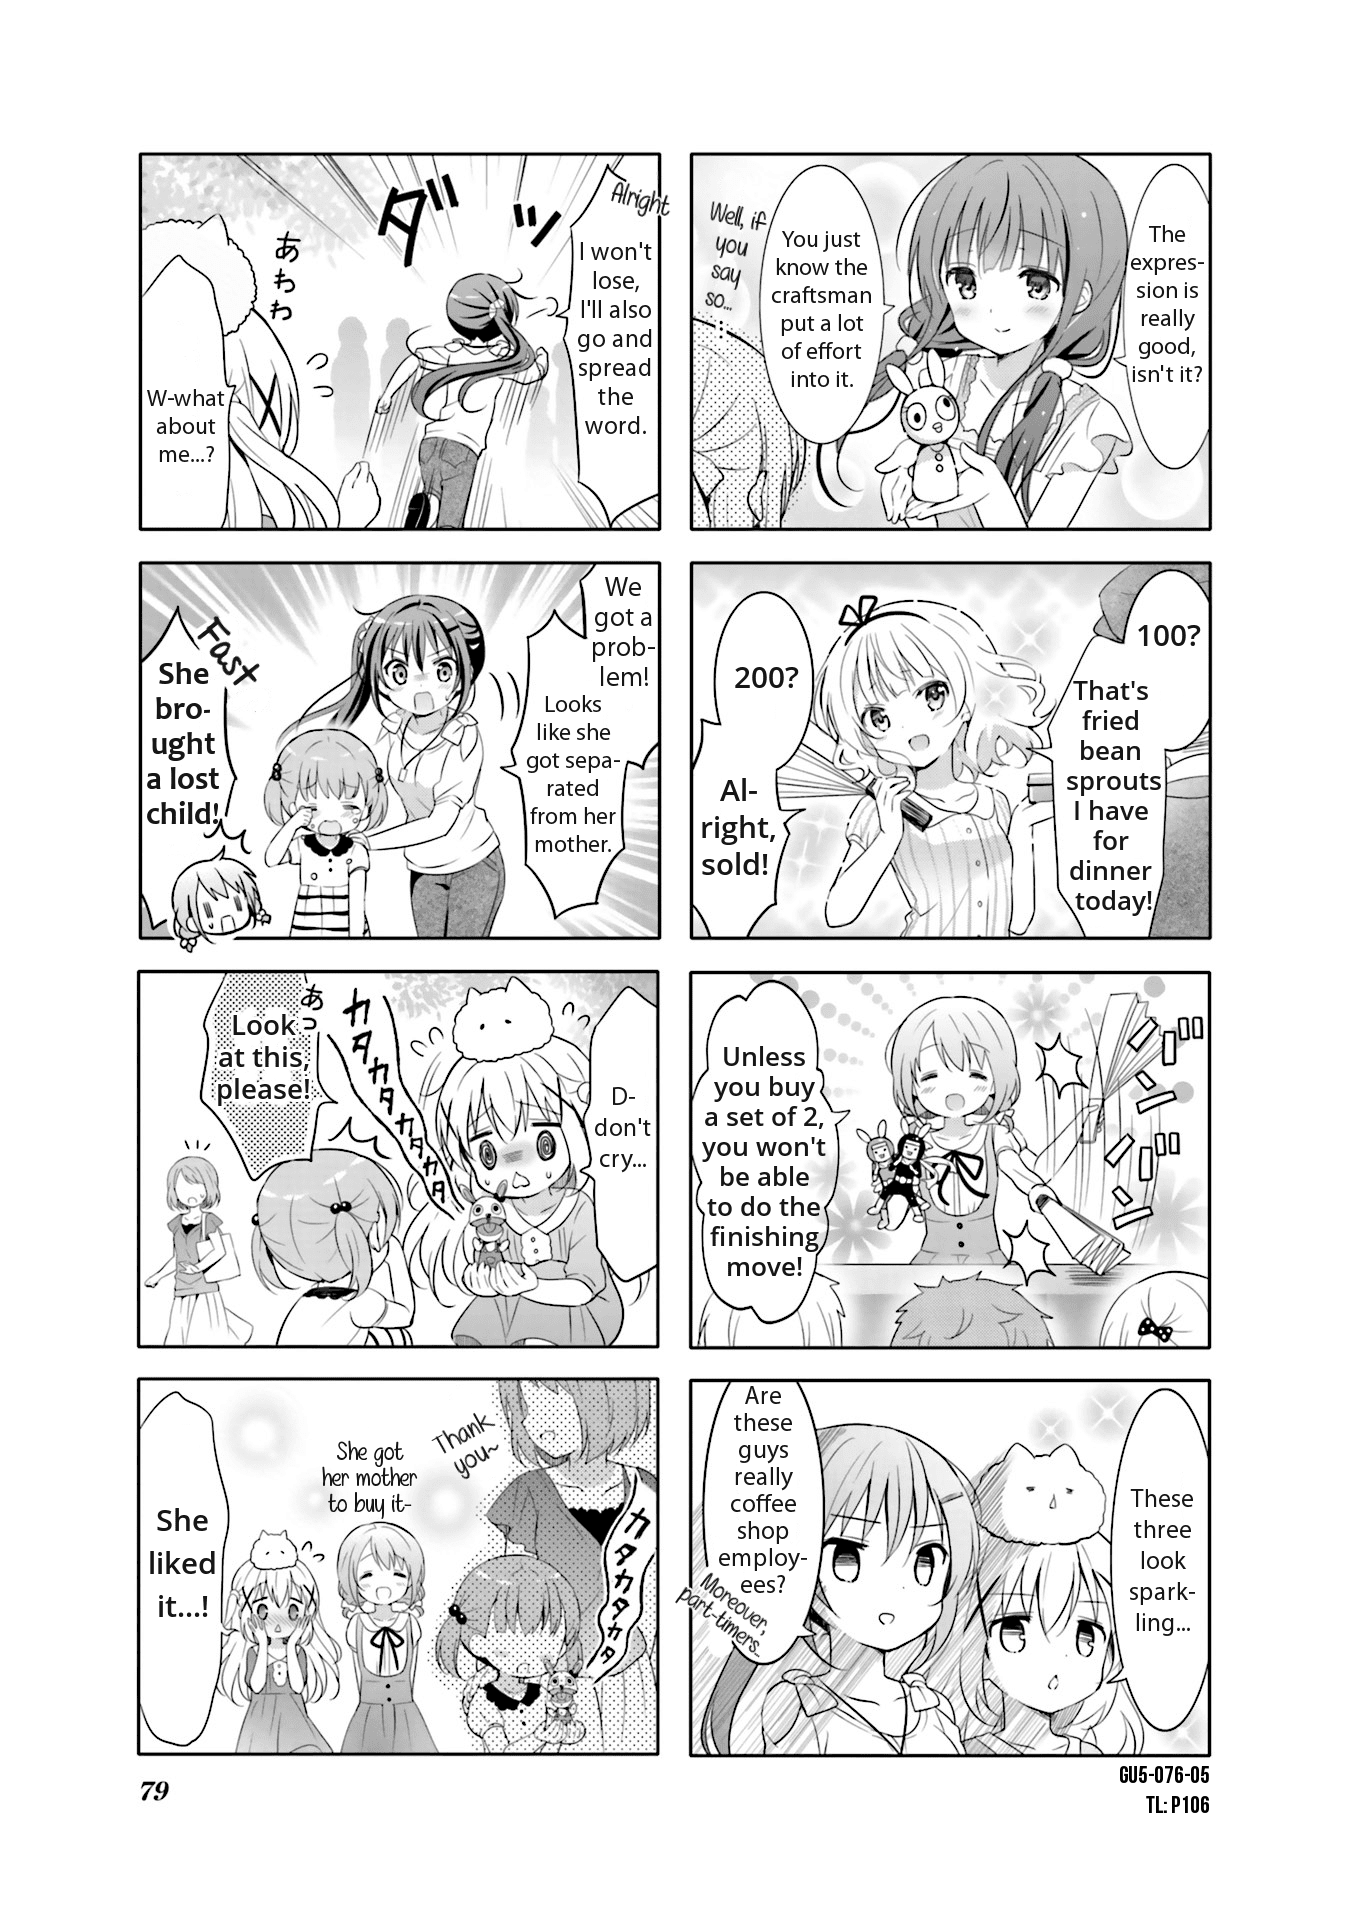 The
expres-
sion is
really
good,
isn't it?
You just
know the
craftsman
put a lot
of effort
into it.
Well, if
you
say
so...
100?
That's
fried
bean
sprouts
I have
for
dinner
today!
200?
Al-
right,
sold!
Unless
you buy
a set of 2,
you won't
be able
to do the
finishing
move!
バン
バン
These
three
look
spark-
ling...
Are
these
guys
really
coffee
shop
employ-
ees?
Moreover,
part-timers..
Alright
I won't
lose,
I'll also
go and
spread
the
word.
ダッ
あわわ
W-what
about
me...?
We
got a
prob-
lem!
Looks
like she
got sepa-
rated
from her
mother.
Fast
She
bro-
ught
a lost
child!
D-
don't
cry...
カタカタカタカタ
あっ
Look
at this,
please!
カタカタカタ
Thank
you~
She got
her mother
to buy it-
She
liked
it...!
79
GU5-076-05
TL: P106